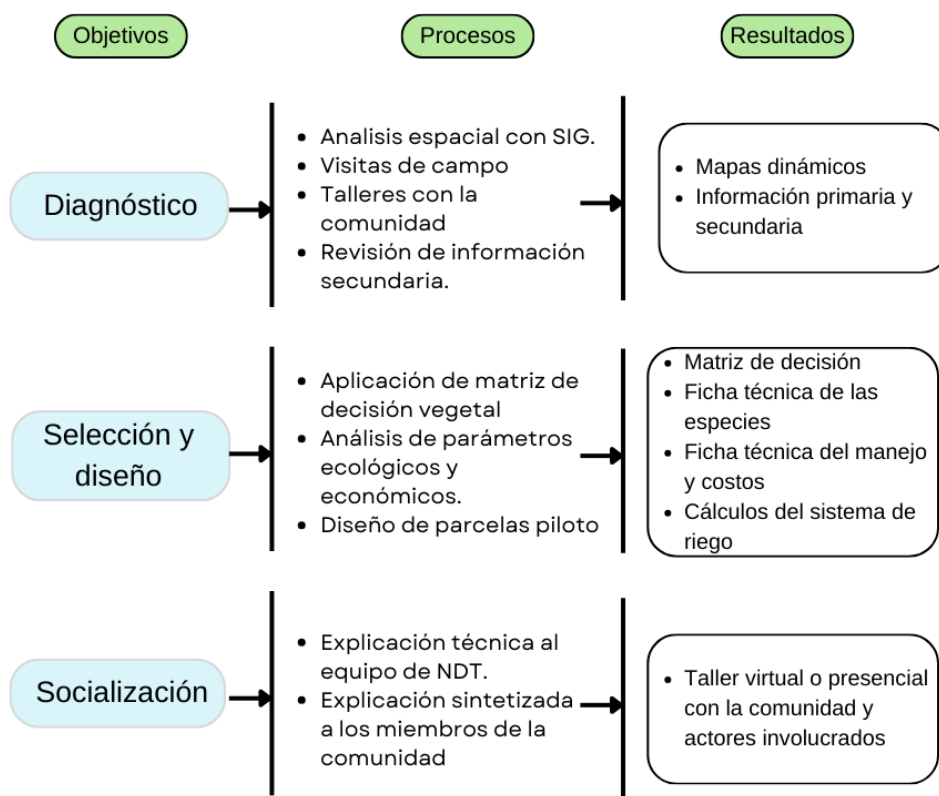 Objetivos
Procesos
Resultados
Diagnóstico
• Analisis espacial con SIG.
• Visitas de campo
• Talleres con la
comunidad
• Revisión de información
secundaria.
• Mapas dinámicos
• Información primaria y
secundaria
Selección y
diseño
• Aplicación de matriz de
decisión vegetal
• Análisis de parámetros
ecológicos y
económicos.
• Diseño de parcelas piloto
• Matriz de decisión
• Ficha técnica de las
especies
• Ficha técnica del manejo
y costos
• Cálculos del sistema de
riego
Socialización
• Explicación técnica al
equipo de NDT.
• Explicación sintetizada
a los miembros de la
comunidad
• Taller virtual o presencial
con la comunidad y
actores involucrados